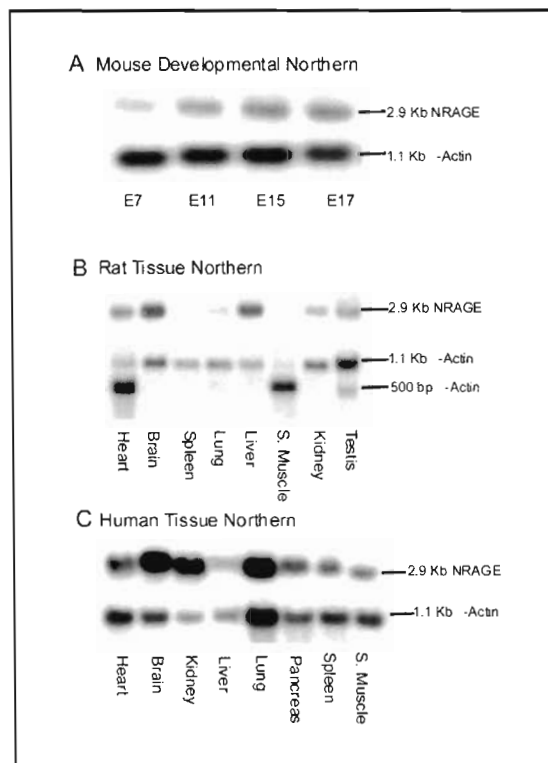 A Mouse Developmental Northern
2.9 Kb NRAGE
1.1 Kb -Actin
E7 E11 E15 E17
B Rat Tissue Northern
2.9 Kb NRAGE
1.1 Kb -Actin
500 bp -Actin
Heart Brain Spleen Lung Liver S. Muscle Kidney Testis
C Human Tissue Northern
2.9 Kb NRAGE
1.1 Kb -Actin
Heart Brain Kidney Liver Lung Pancreas Spleen S. Muscle